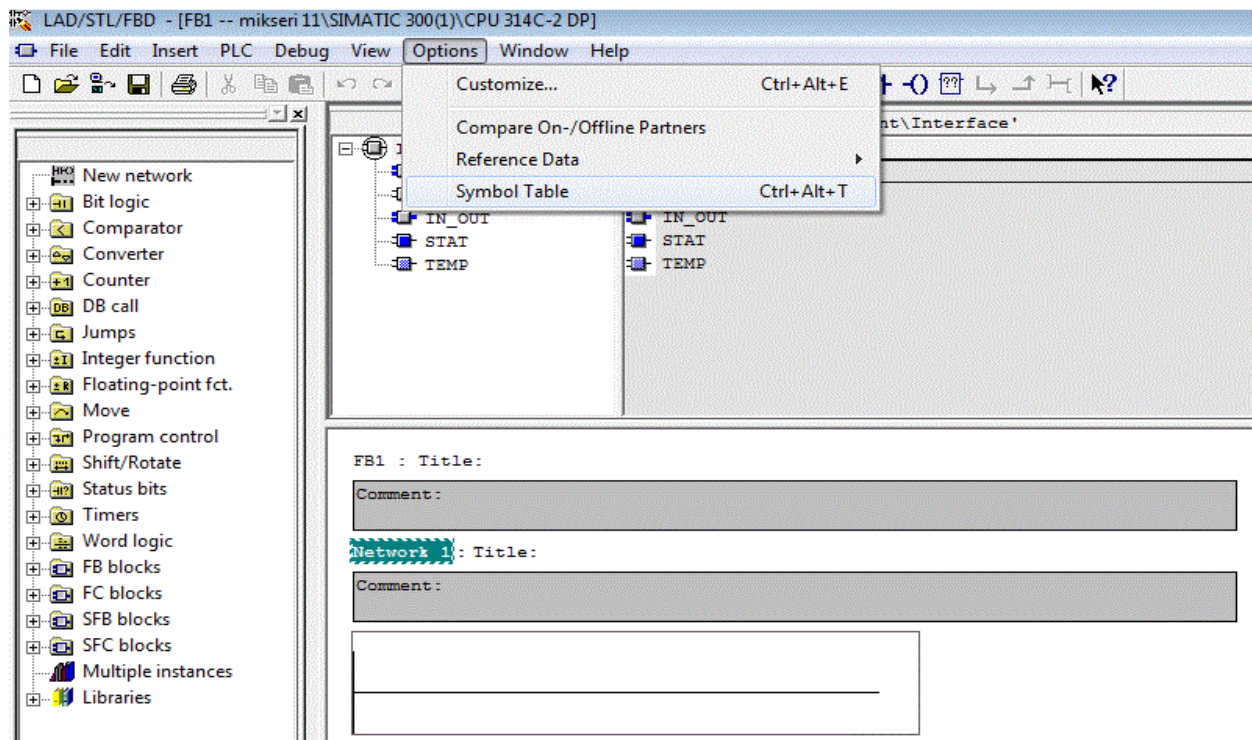 LAD/STL/FBD - [FB1 -- mikseri 11\SIMATIC 300(1)\CPU 314C-2 DP]
File Edit Insert PLC Debug View Options Window Help
Customize... Ctrl+Alt+E
Compare On-/Offline Partners
Reference Data
Symbol Table Ctrl+Alt+T
nt\Interface'
New network
Bit logic
Comparator
Converter
Counter
DB call
Jumps
Integer function
Floating-point fct.
Move
Program control
Shift/Rotate
Status bits
Timers
Word logic
FB blocks
FC blocks
SFB blocks
SFC blocks
Multiple instances
Libraries
IN_OUT
STAT
TEMP
IN_OUT
STAT
TEMP
FB1 : Title:
Comment:
Network 1: Title:
Comment: